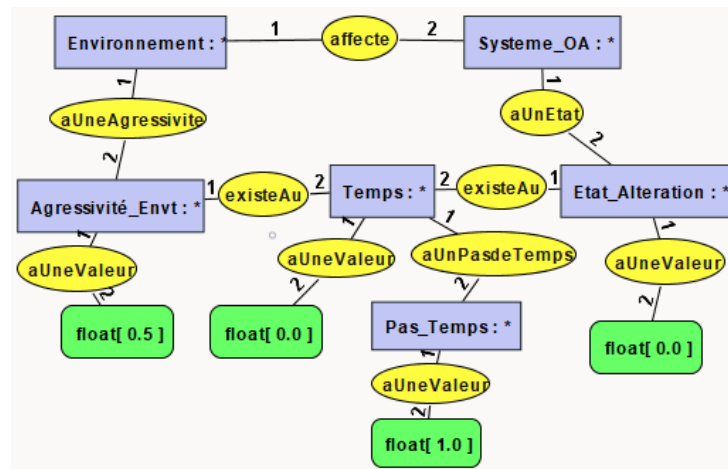 Environnement : *
1
affecte
2
Systeme_OA : *
1
aUneAgressivite
2
1
aUnEtat
2
Agressivité_Envt : *
1
existeAu
2
Temps : *
2
existeAu
1
Etat_Alteration : *
1
aUneValeur
2
float[ 0.5 ]
1
aUneValeur
2
float[ 0.0 ]
1
aUnPasdeTemps
2
Pas_Temps : *
1
aUneValeur
2
float[ 1.0 ]
1
aUneValeur
2
float[ 0.0 ]